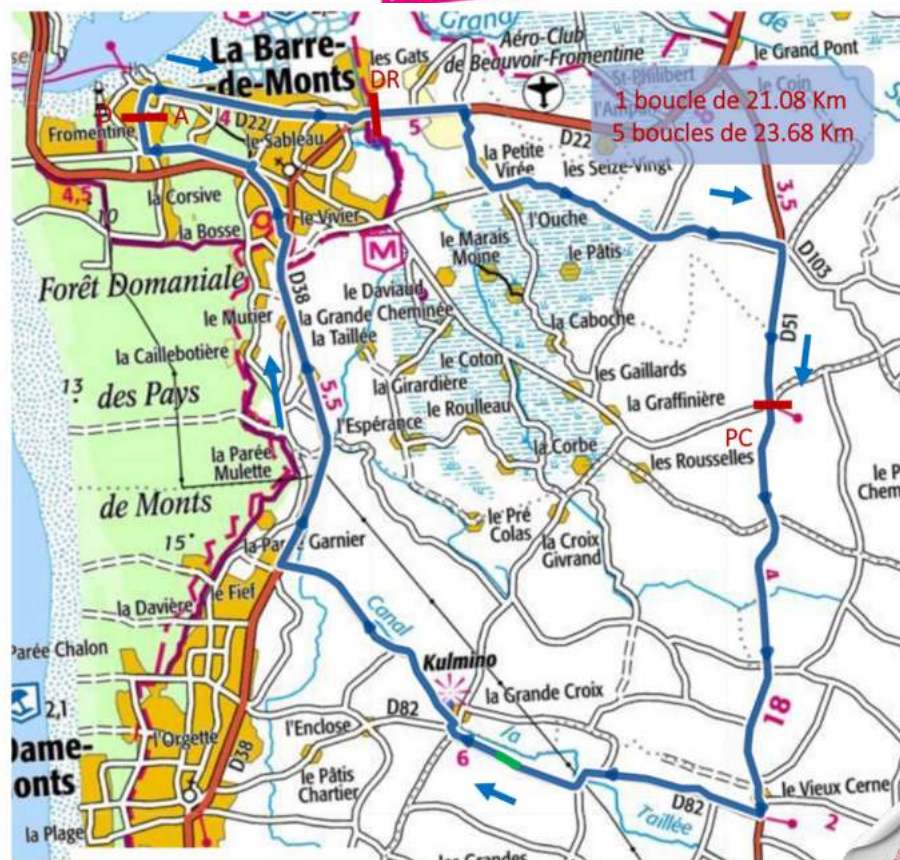 Grand
de
La Barre-
-de-Monts
les Gats
Aéro-Club
de Beauvoir-Fromentine
le Grand Pont
St-Philibert
le Coin
DR
1 boucle de 21.08 Km
5 boucles de 23.68 Km
A
4
D22
5
Fromentine
le Sableau
D22
la Petite
Virée
les Seize-Vingt
4,5
10
la Corsive
3,5
la Bosse
le Vivier
l'Ouche
M
le Marais
Moine
le Pâtis
D103
Forêt Domaniale
D38
le Daviaud
D51
le Murier
la Grande Cheminée
la Taillée
la Caboche
la Caillebotière
le Coton
13
des Pays
5,5
la Girardière
les Gaillards
le Roulleau
la Graffinière
l'Espérance
PC
la Parée
Mulette
la Corbe
les Rousselles
le P
Chem
de Monts
le Pré
Colas
15
la Parée Garnier
la Croix
Givrand
4
la Davière
le Fief
Canal
Parée Chalon
Kulmino
la Grande Croix
18
2,1
D82
l'Enclose
la
Dame-
onts
l'Orgette
D38
6
le Pâtis
Chartier
le Vieux Cerne
D82
Taillée
2
la Plage
les Grandes